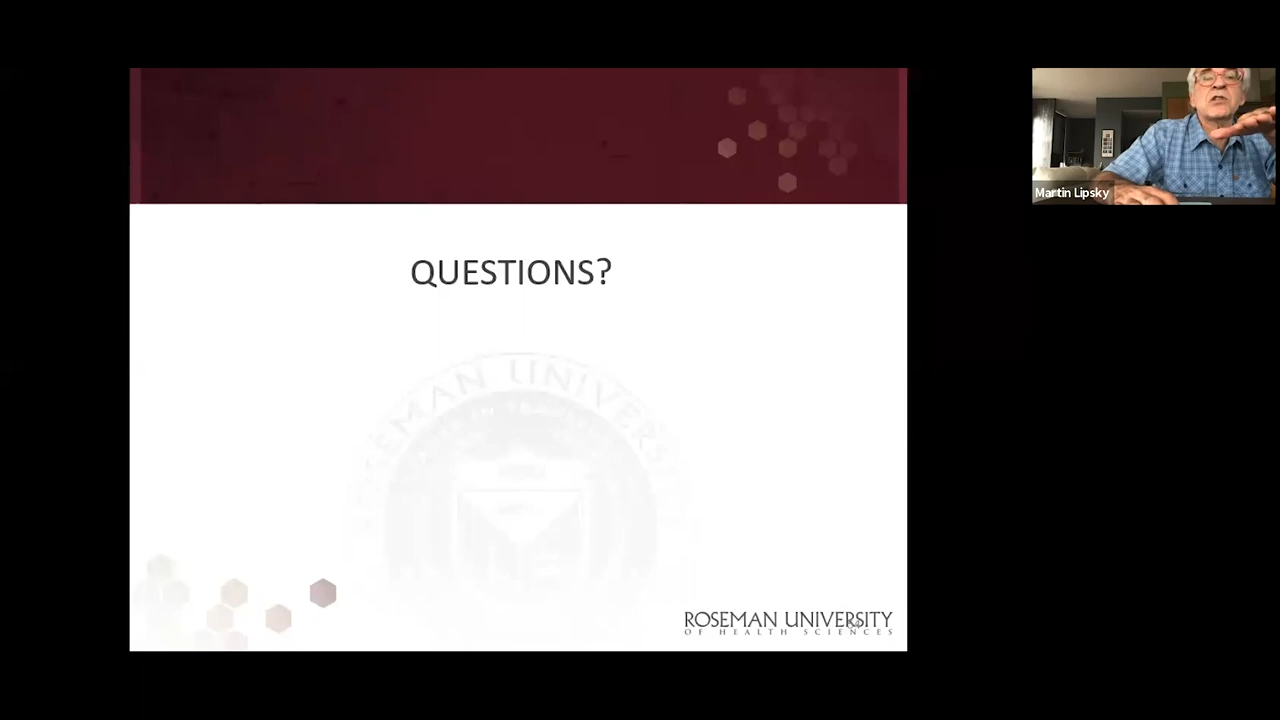 QUESTIONS?
ROSEMAN UNIVERSITY
OF HEALTH SCIENCES
Martin Lipsky